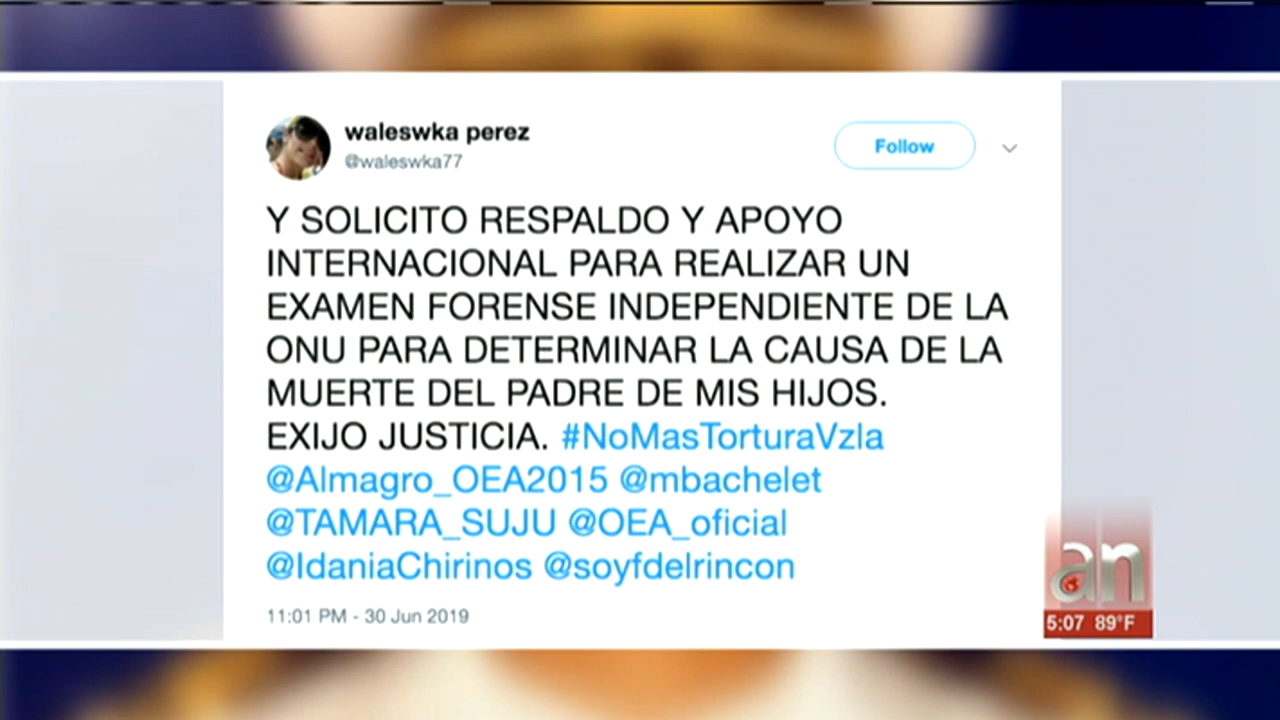 waleswka perez
@waleswka77
Follow
Y SOLICITO RESPALDO Y APOYO
INTERNACIONAL PARA REALIZAR UN
EXAMEN FORENSE INDEPENDIENTE DE LA
ONU PARA DETERMINAR LA CAUSA DE LA
MUERTE DEL PADRE DE MIS HIJOS.
EXIJO JUSTICIA. #NoMasTorturaVzla
@Almagro_OEA2015 @mbachelet
@TAMARA_SUJU @OEA_oficial
@IdaniaChirinos @soyfdelrincon
11:01 PM - 30 Jun 2019
an
5:07 89°F